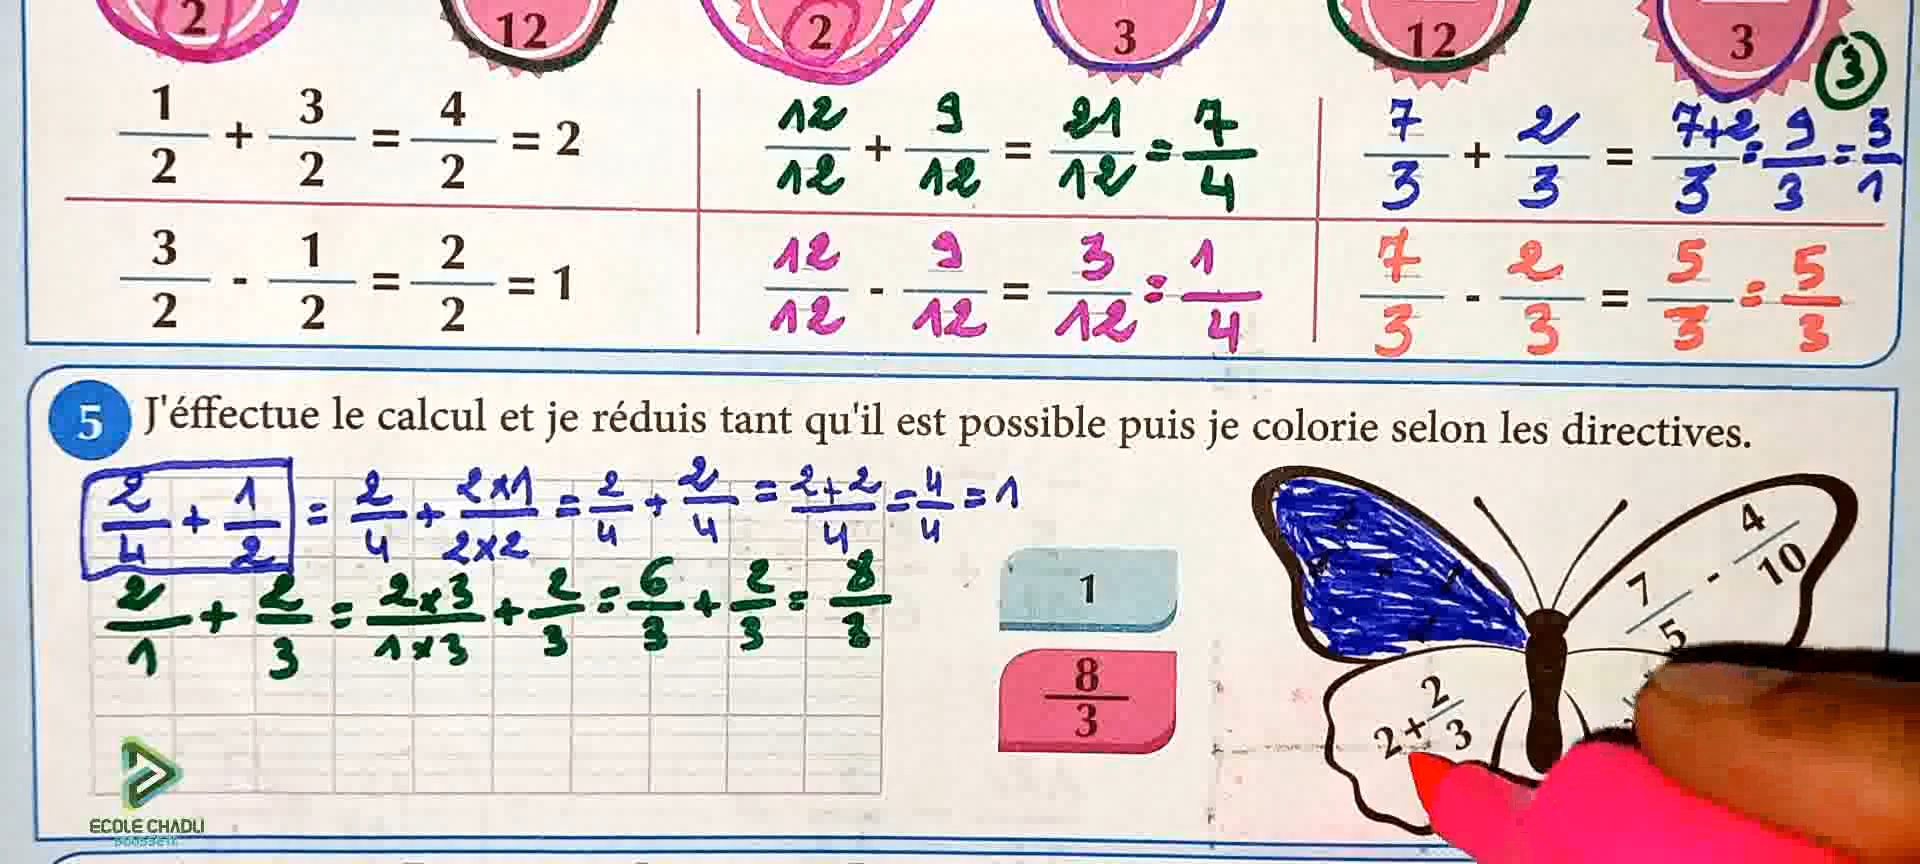 2 12 2 3 12 3 3
1/2 + 3/2 = 4/2 = 2
12/12 + 9/12 = 21/12 = 7/4
7/3 + 2/3 = 7+2/3 = 9/3 = 3/1
3/2 - 1/2 = 2/2 = 1
12/12 - 9/12 = 3/12 = 1/4
7/3 - 2/3 = 5/3 = 5/3
5 J'éffectue le calcul et je réduis tant qu'il est possible puis je colorie selon les directives.
2/4 + 1/2 = 2/4 + 2×1/2×2 = 2/4 + 2/4 = 2+2/4 = 4/4 = 1
2/1 + 2/3 = 2×3/1×3 + 2/3 = 6/3 + 2/3 = 8/3
1
8/3
7/5 - 4/10
2 + 2/3
ECOLE CHADLI